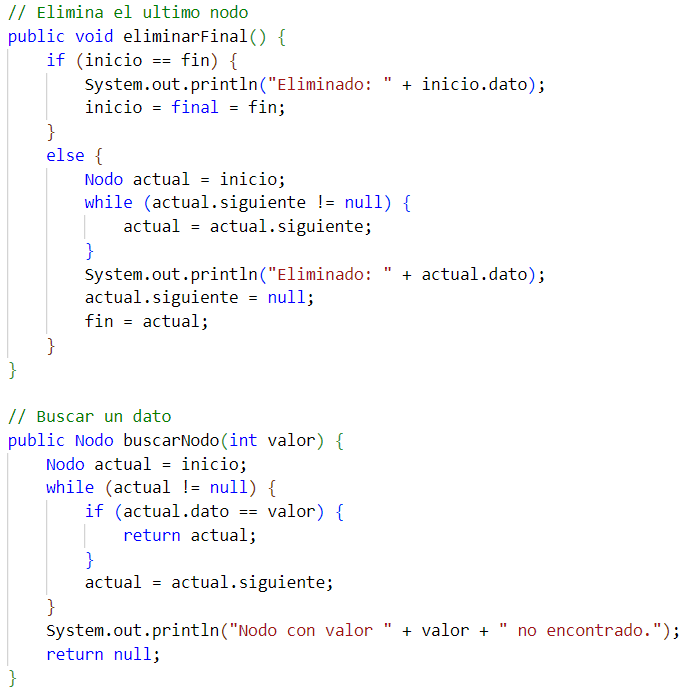 // Elimina el ultimo nodo
public void eliminarFinal() {
    if (inicio == fin) {
        System.out.println("Eliminado: " + inicio.dato);
        inicio = final = fin;
    }
    else {
        Nodo actual = inicio;
        while (actual.siguiente != null) {
            actual = actual.siguiente;
        }
        System.out.println("Eliminado: " + actual.dato);
        actual.siguiente = null;
        fin = actual;
    }
}

// Buscar un dato
public Nodo buscarNodo(int valor) {
    Nodo actual = inicio;
    while (actual != null) {
        if (actual.dato == valor) {
            return actual;
        }
        actual = actual.siguiente;
    }
    System.out.println("Nodo con valor " + valor + " no encontrado.");
    return null;
}